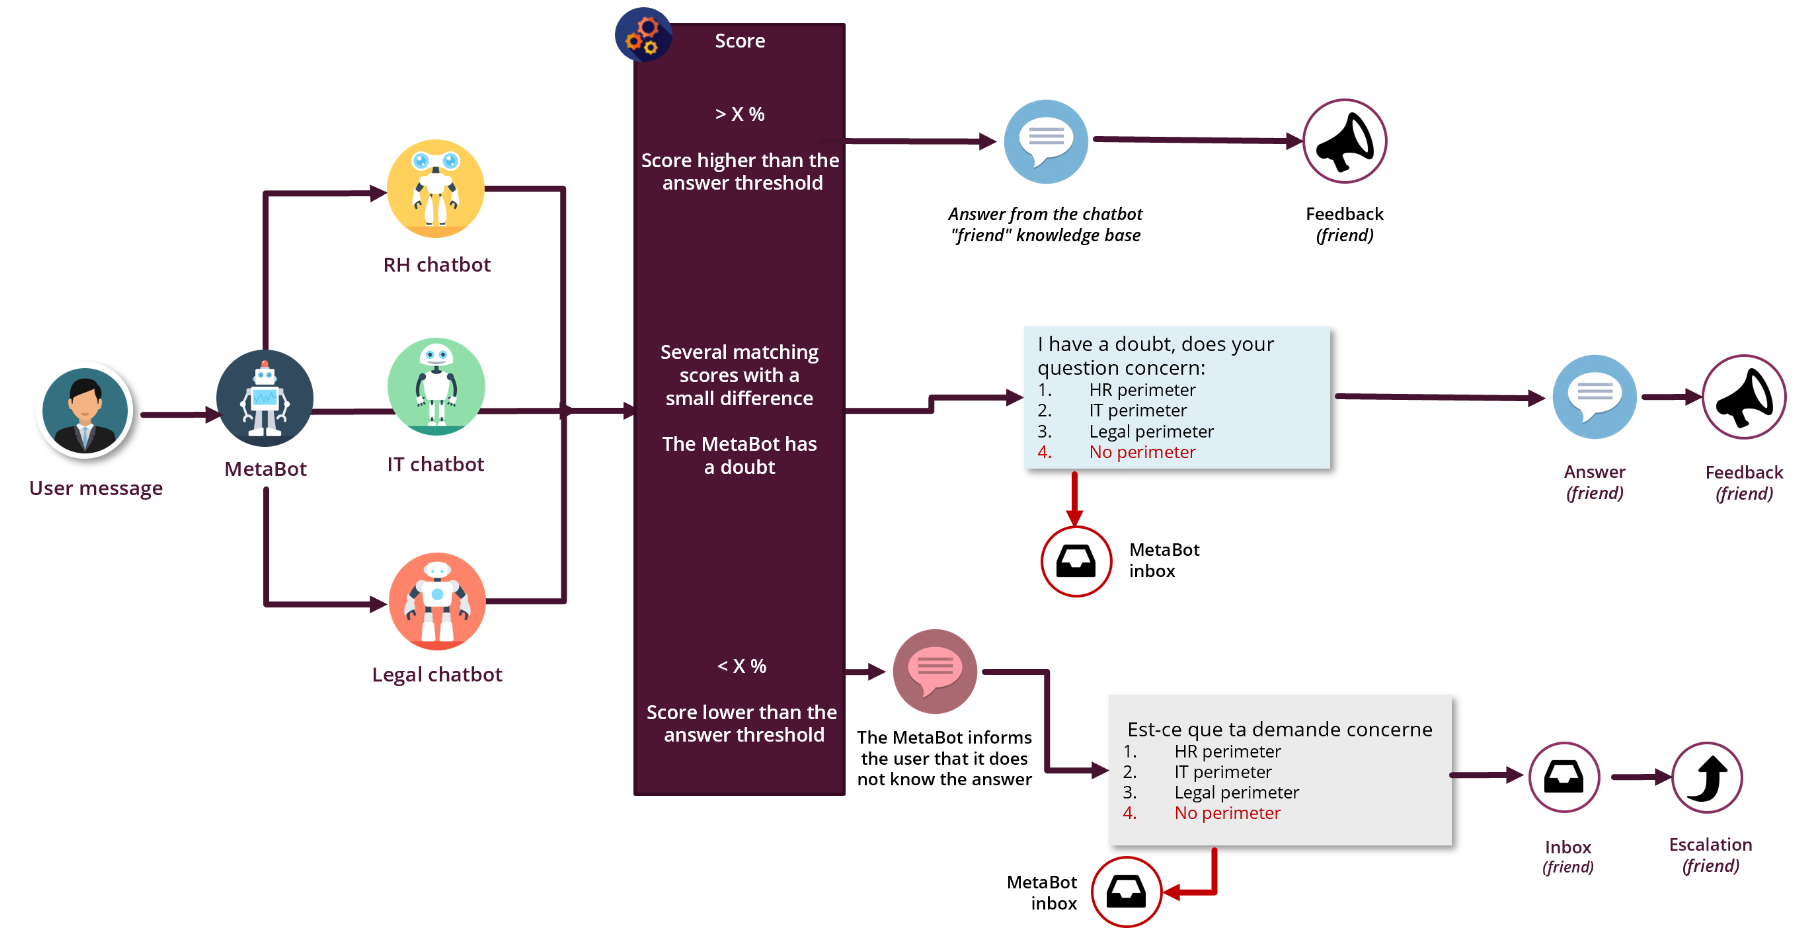 User message
MetaBot
RH chatbot
IT chatbot
Legal chatbot
Score
> X %
Score higher than the
answer threshold
Several matching
scores with a
small difference
The MetaBot has
a doubt
< X %
Score lower than the
answer threshold
Answer from the chatbot
"friend" knowledge base
Feedback
(friend)
I have a doubt, does your
question concern:
1. HR perimeter
2. IT perimeter
3. Legal perimeter
4. No perimeter
MetaBot
inbox
Answer
(friend)
Feedback
(friend)
The MetaBot informs
the user that it does
not know the answer
Est-ce que ta demande concerne
1. HR perimeter
2. IT perimeter
3. Legal perimeter
4. No perimeter
MetaBot
inbox
Inbox
(friend)
Escalation
(friend)